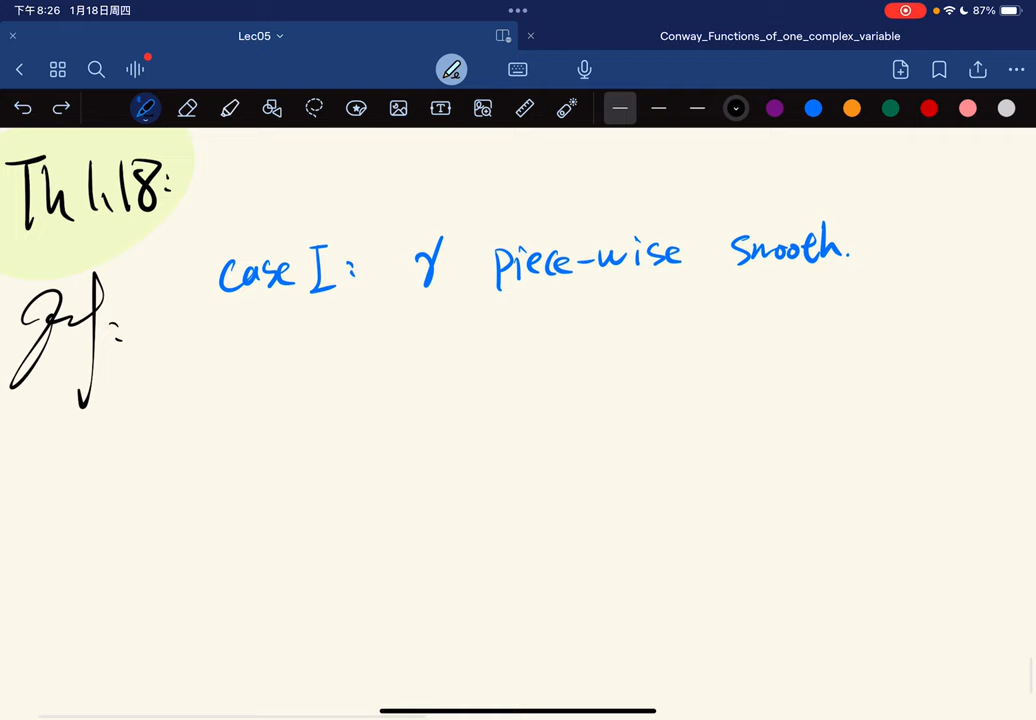 下午8:26 1月18日周四
87%
Lec05
Conway_Functions_of_one_complex_variable
Th 1.18:
case I: γ piece-wise smooth.